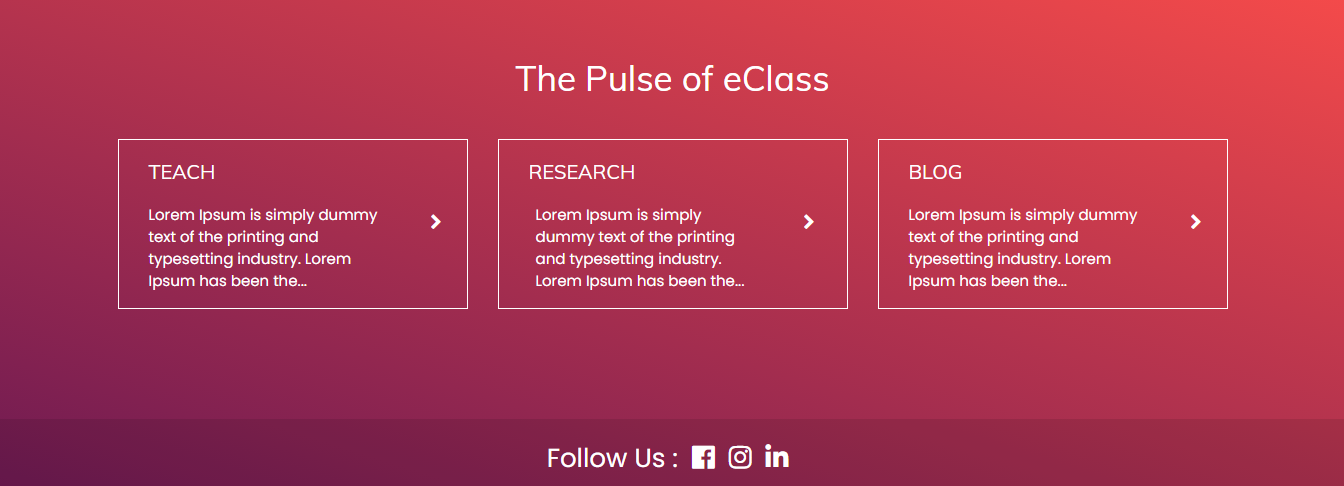 The Pulse of eClass
TEACH
Lorem Ipsum is simply dummy
text of the printing and
typesetting industry. Lorem
Ipsum has been the...
RESEARCH
Lorem Ipsum is simply
dummy text of the printing
and typesetting industry.
Lorem Ipsum has been the...
BLOG
Lorem Ipsum is simply dummy
text of the printing and
typesetting industry. Lorem
Ipsum has been the...
Follow Us :